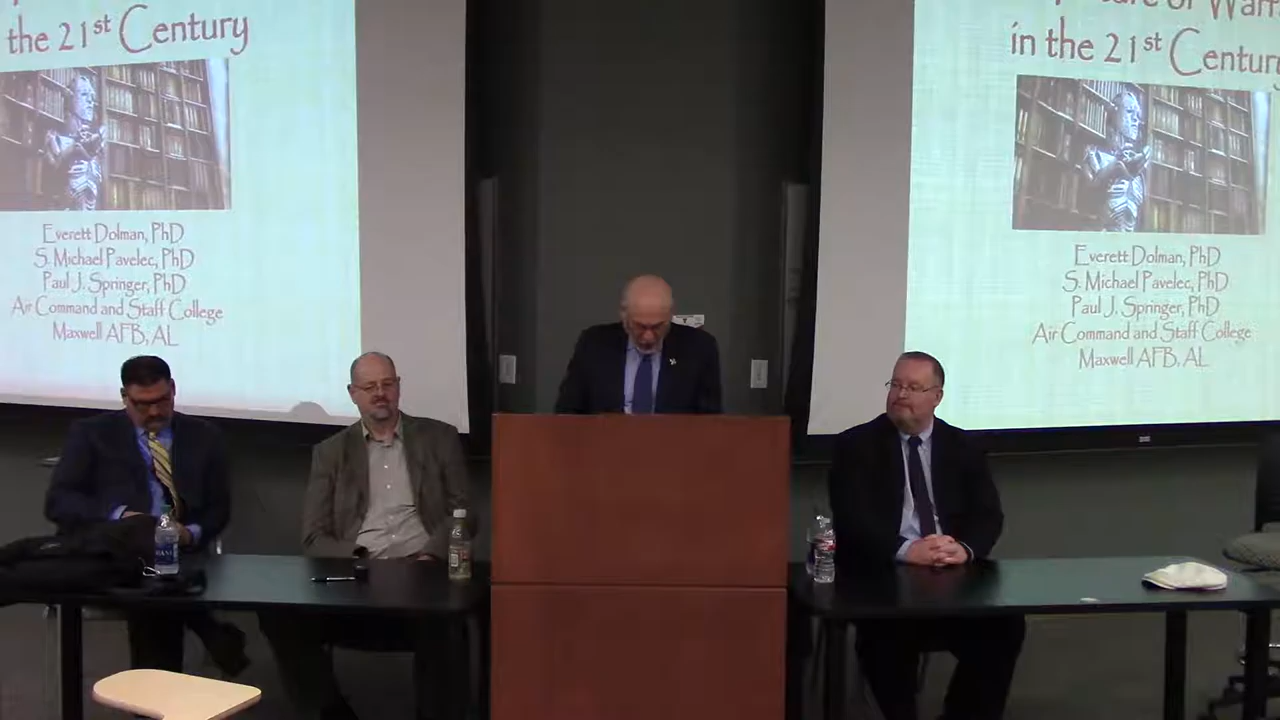 the 21st Century
Everett Dolman, PhD
S. Michael Pavelec, PhD
Paul J. Springer, PhD
Air Command and Staff College
Maxwell AFB, AL
in the 21st Century
Everett Dolman, PhD
S. Michael Pavelec, PhD
Paul J. Springer, PhD
Air Command and Staff College
Maxwell AFB, AL